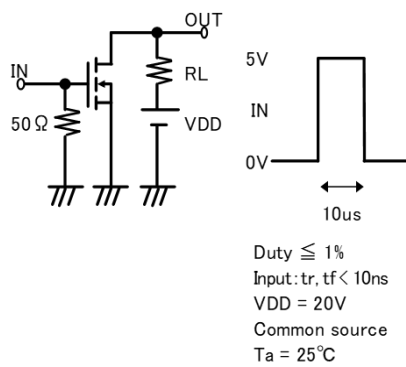 OUT
IN
RL
50Ω
VDD
5V
IN
0V
10us
Duty ≦ 1%
Input: tr, tf < 10ns
VDD = 20V
Common source
Ta = 25℃